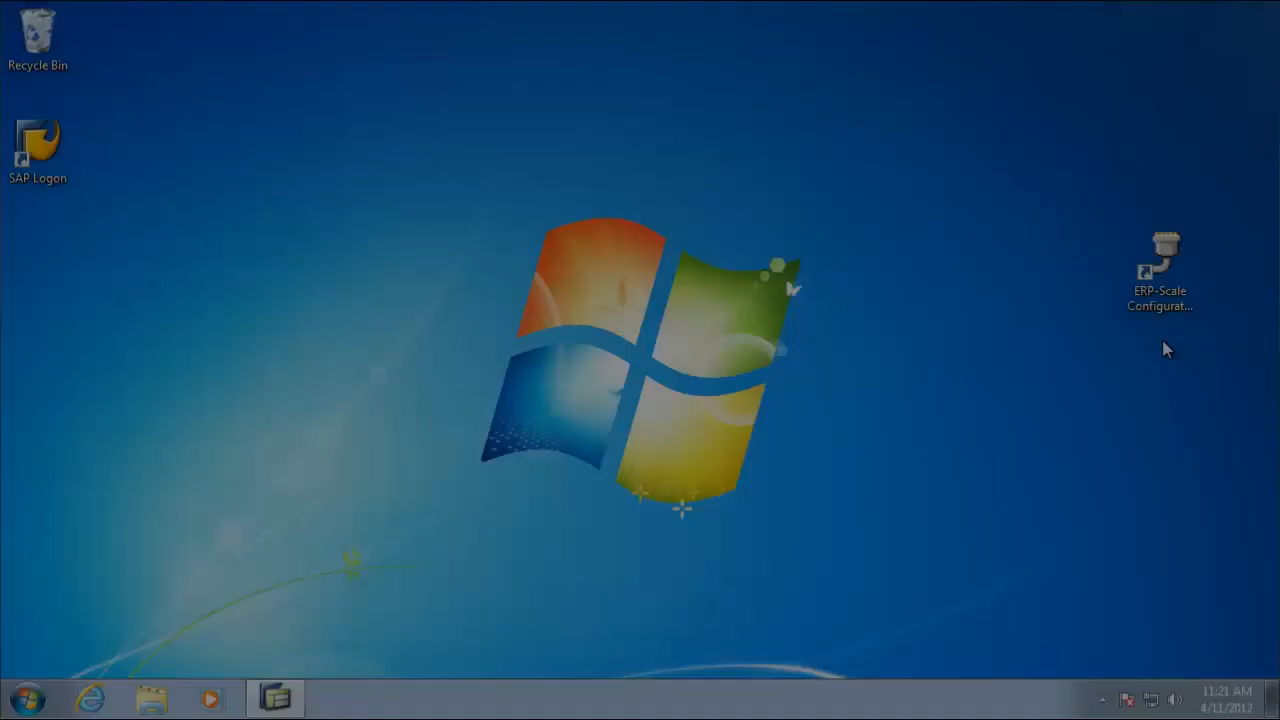 Recycle Bin
SAP Logon
ERP-Scale
Configurat...
11:21 AM
4/11/2012